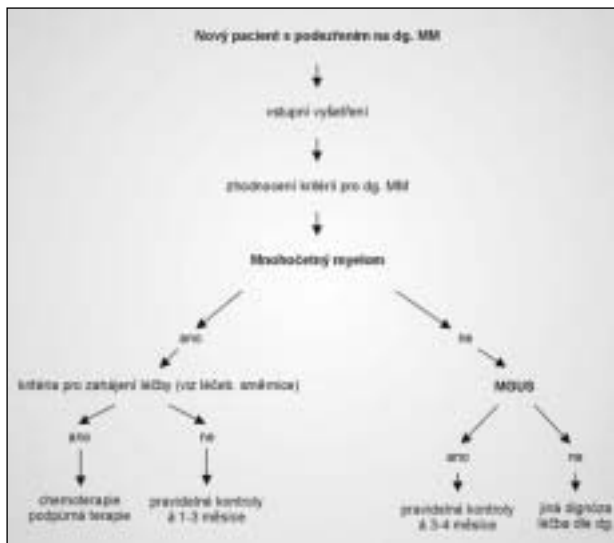 Nový pacient s podezřením na dg. MM
vstupní vyšetření
zhodnocení kritérií pro dg. MM
Mnohočetný myelom
ano
ne
kritéria pro zahájení léčby (viz léčeb. směrnice)
MGUS
ano
ne
ano
ne
chemoterapie
podpůrná terapie
pravidelné kontroly
á 1-3 měsíce
pravidelné kontroly
á 3-4 měsíce
jiná dignóza
léčba dle dg.